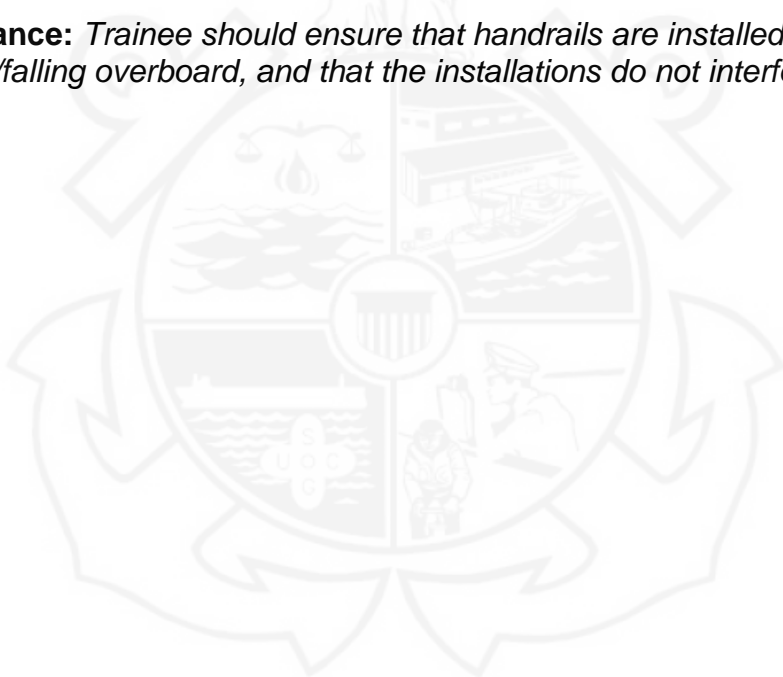 ance: Trainee should ensure that handrails are installed
/falling overboard, and that the installations do not interf
S
U O C
G